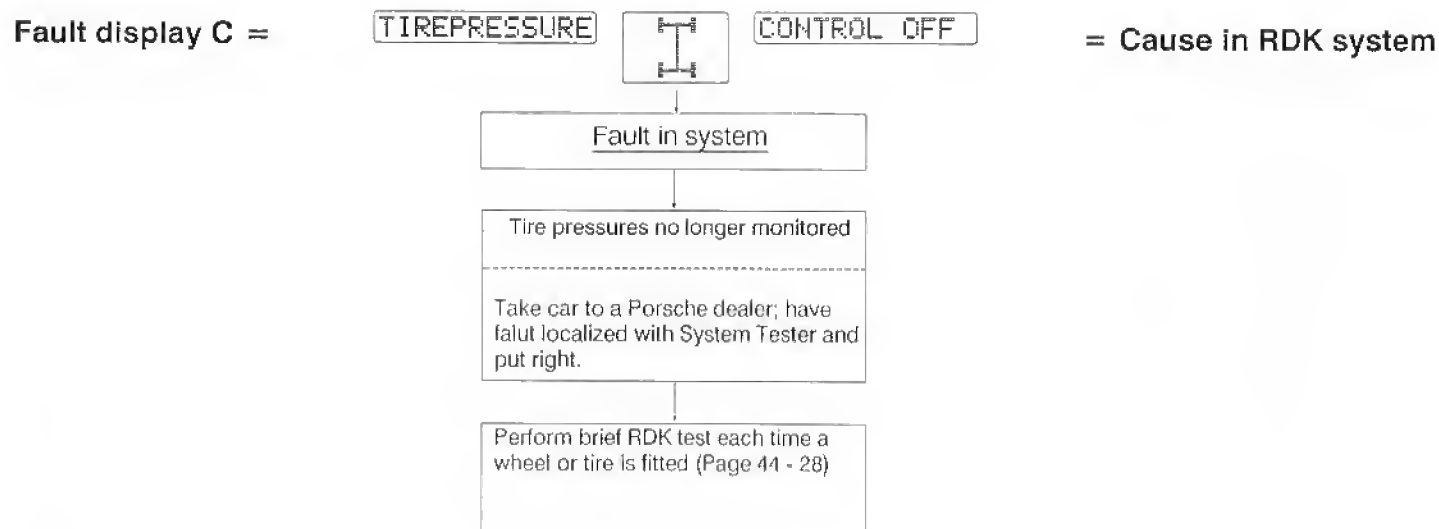 Fault display C = TIREPRESSURE CONTROL OFF = Cause in RDK system
Fault in system
Tire pressures no longer monitored
Take car to a Porsche dealer; have
falut localized with System Tester and
put right.
Perform brief RDK test each time a
wheel or tire is fitted (Page 44 - 28)